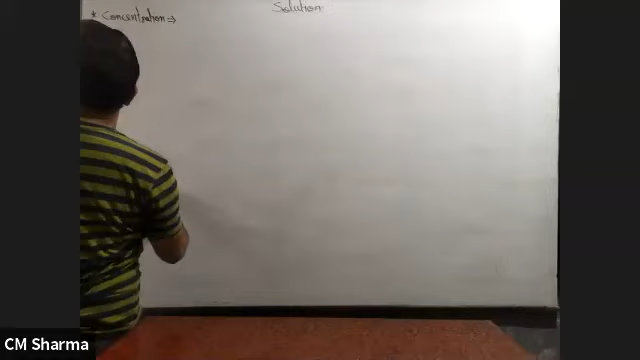 Solution
* Concentration ⇒
CM Sharma